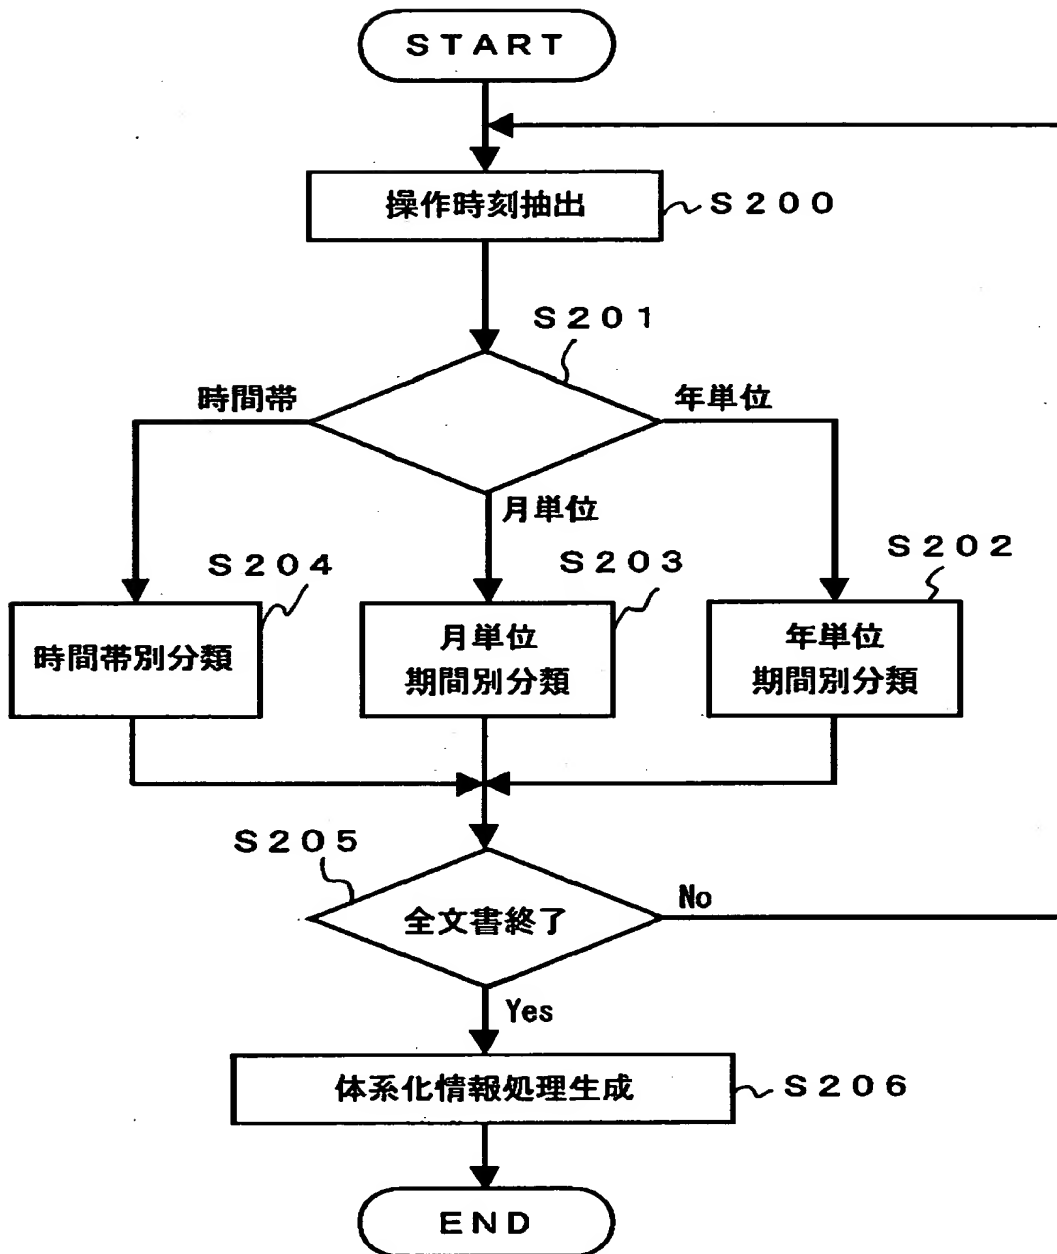 START
操作時刻抽出
S200
S201
時間帯
年単位
月単位
S204
S203
S202
時間帯別分類
月単位
期間別分類
年単位
期間別分類
S205
全文書終了
No
Yes
体系化情報処理生成
S206
END